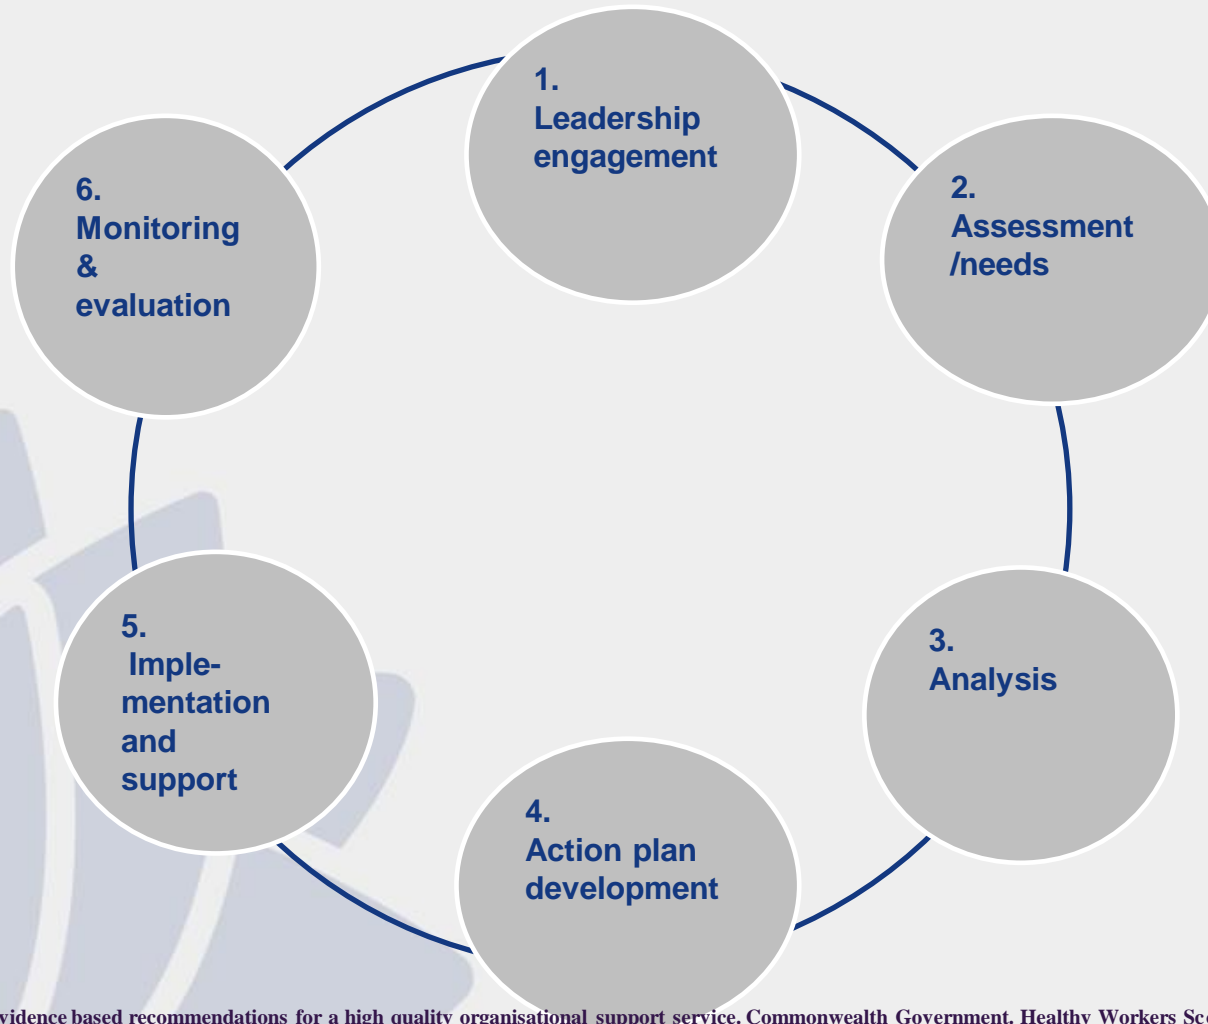 1.
Leadership
engagement
2.
Assessment
/needs
3.
Analysis
4.
Action plan
development
5.
Imple-
mentation
and
support
6.
Monitoring
&
evaluation
vidence based recommendations for a high quality organisational support service. Commonwealth Government. Healthy Workers Sc